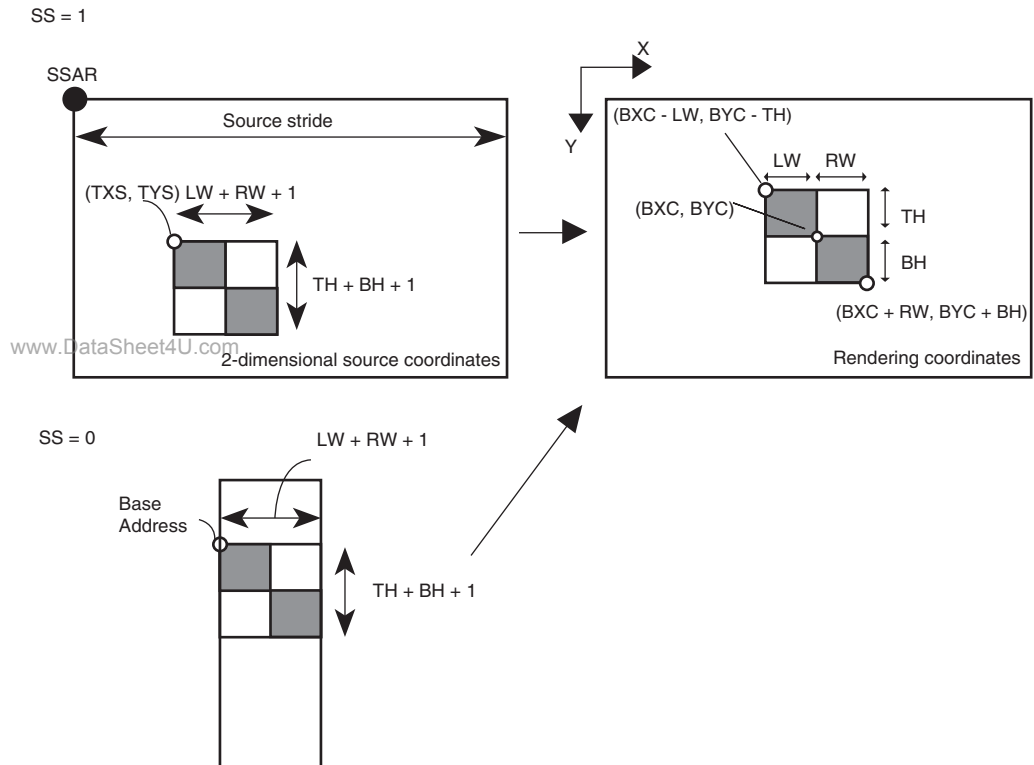 SS = 1
SSAR
Source stride
(TXS, TYS) LW + RW + 1
TH + BH + 1
2-dimensional source coordinates
X
Y
(BXC - LW, BYC - TH)
LW RW
(BXC, BYC)
TH
BH
(BXC + RW, BYC + BH)
Rendering coordinates
www.DataSheet4U.com
SS = 0
LW + RW + 1
Base
Address
TH + BH + 1